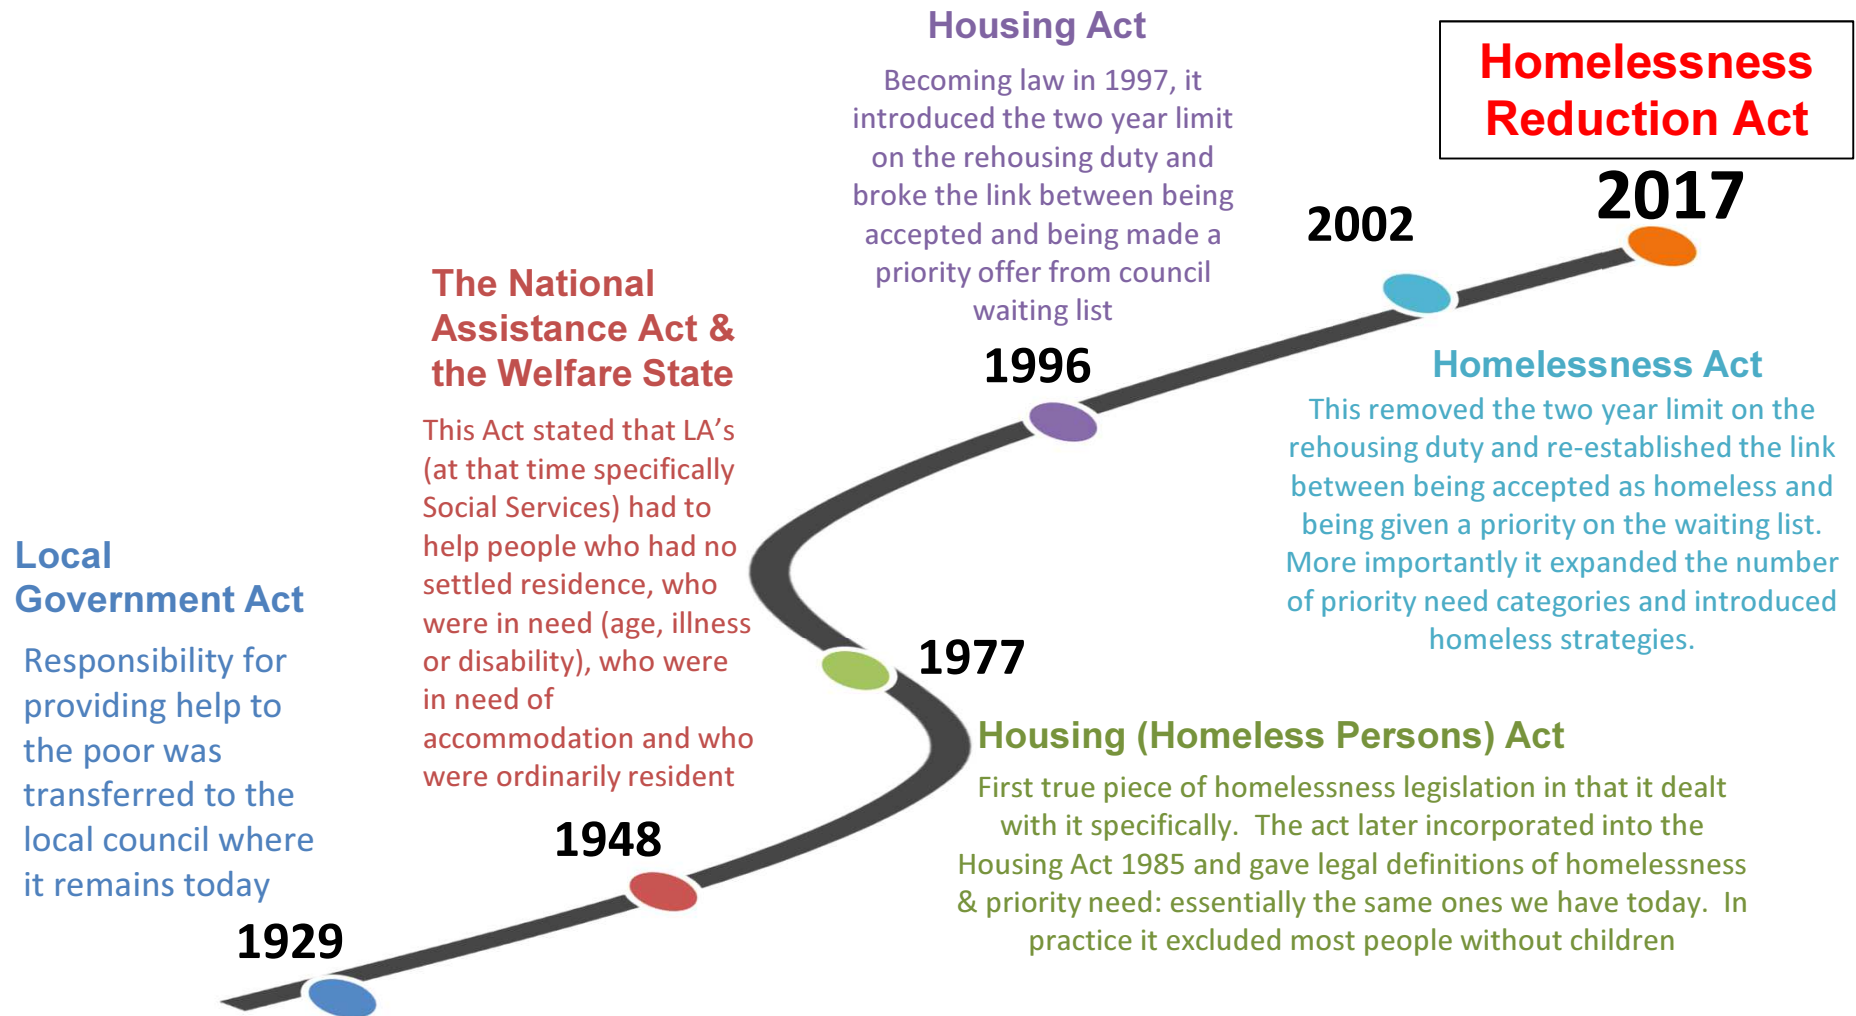 Local
Government Act
Responsibility for
providing help to
the poor was
transferred to the
local council where
it remains today
1929
The National
Assistance Act &
the Welfare State
This Act stated that LA’s
(at that time specifically
Social Services) had to
help people who had no
settled residence, who
were in need (age, illness
or disability), who were
in need of
accommodation and who
were ordinarily resident
1948
1977
Housing (Homeless Persons) Act
First true piece of homelessness legislation in that it dealt
with it specifically.  The act later incorporated into the
Housing Act 1985 and gave legal definitions of homelessness
& priority need: essentially the same ones we have today.  In
practice it excluded most people without children
Housing Act
Becoming law in 1997, it
introduced the two year limit
on the rehousing duty and
broke the link between being
accepted and being made a
priority offer from council
waiting list
1996
2002
Homelessness Act
This removed the two year limit on the
rehousing duty and re-established the link
between being accepted as homeless and
being given a priority on the waiting list.
More importantly it expanded the number
of priority need categories and introduced
homeless strategies.
Homelessness
Reduction Act
2017